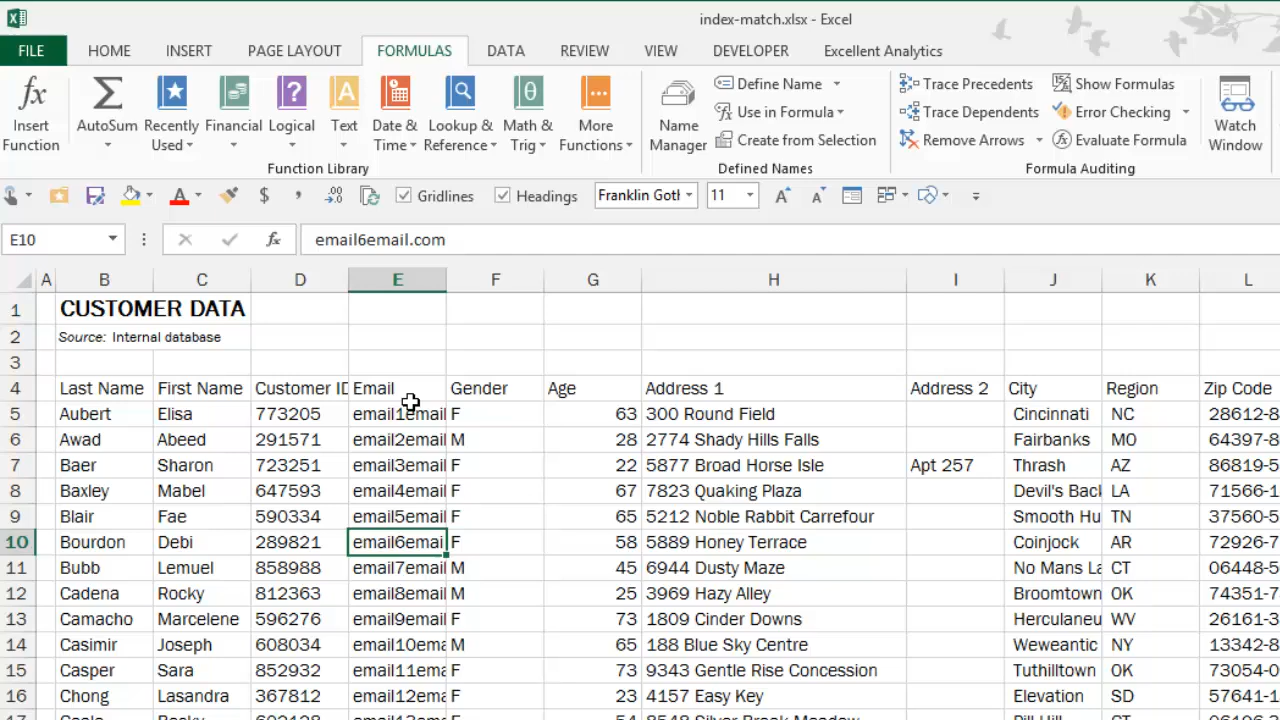 index-match.xlsx - Excel
FILE HOME INSERT PAGE LAYOUT FORMULAS DATA REVIEW VIEW DEVELOPER Excellent Analytics
Insert Function
AutoSum
Recently Used
Financial
Logical
Text
Date & Time
Lookup & Reference
Math & Trig
More Functions
Function Library
Name Manager
Define Name
Use in Formula
Create from Selection
Defined Names
Trace Precedents
Trace Dependents
Remove Arrows
Show Formulas
Error Checking
Evaluate Formula
Formula Auditing
Watch Window
Gridlines Headings Franklin Goth 11
E10 fx email6email.com
A B C D E F G H I J K L
1 CUSTOMER DATA
2 Source: Internal database
3
4 Last Name First Name Customer ID Email Gender Age Address 1 Address 2 City Region Zip Code
5 Aubert Elisa 773205 email1email F 63 300 Round Field Cincinnati NC 28612-8
6 Awad Abeed 291571 email2email M 28 2774 Shady Hills Falls Fairbanks MO 64397-8
7 Baer Sharon 723251 email3email F 22 5877 Broad Horse Isle Apt 257 Thrash AZ 86819-5
8 Baxley Mabel 647593 email4email F 67 7823 Quaking Plaza Devil's Back LA 71566-1
9 Blair Fae 590334 email5email F 65 5212 Noble Rabbit Carrefour Smooth Hu TN 37560-5
10 Bourdon Debi 289821 email6emai F 58 5889 Honey Terrace Coinjock AR 72926-7
11 Bubb Lemuel 858988 email7email M 45 6944 Dusty Maze No Mans La CT 06448-5
12 Cadena Rocky 812363 email8email M 25 3969 Hazy Alley Broomtown OK 74351-7
13 Camacho Marcelene 596276 email9email F 73 1809 Cinder Downs Herculaneu WV 26161-3
14 Casimir Joseph 608034 email10ema M 65 188 Blue Sky Centre Weweantic NY 13342-8
15 Casper Sara 852932 email11ema F 73 9343 Gentle Rise Concession Tuthilltown OK 73054-0
16 Chong Lasandra 367812 email12ema F 23 4157 Easy Key Elevation SD 57641-1